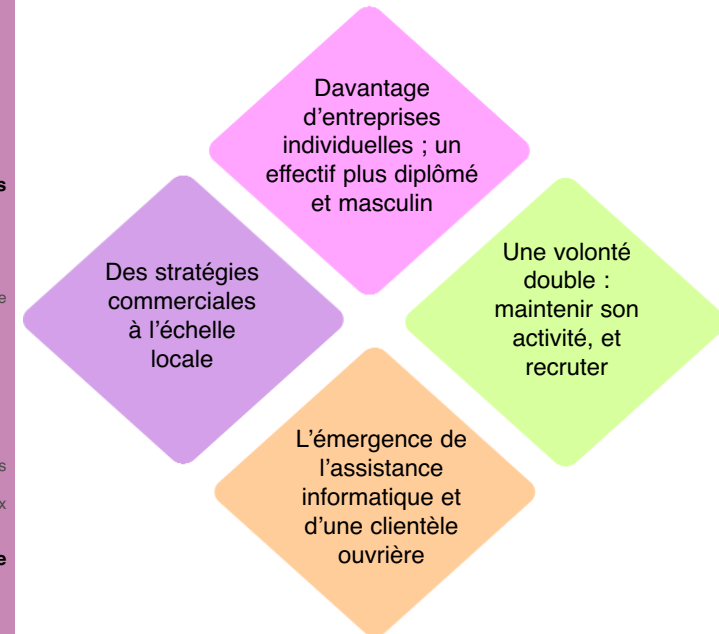 Davantage
d'entreprises
individuelles ; un
effectif plus diplômé
et masculin
s
Des stratégies
commerciales
à l'échelle
locale
Une volonté
double :
maintenir son
activité, et
recruter
e
L'émergence de
l'assistance
informatique et
d'une clientèle
ouvrière
s
x
e